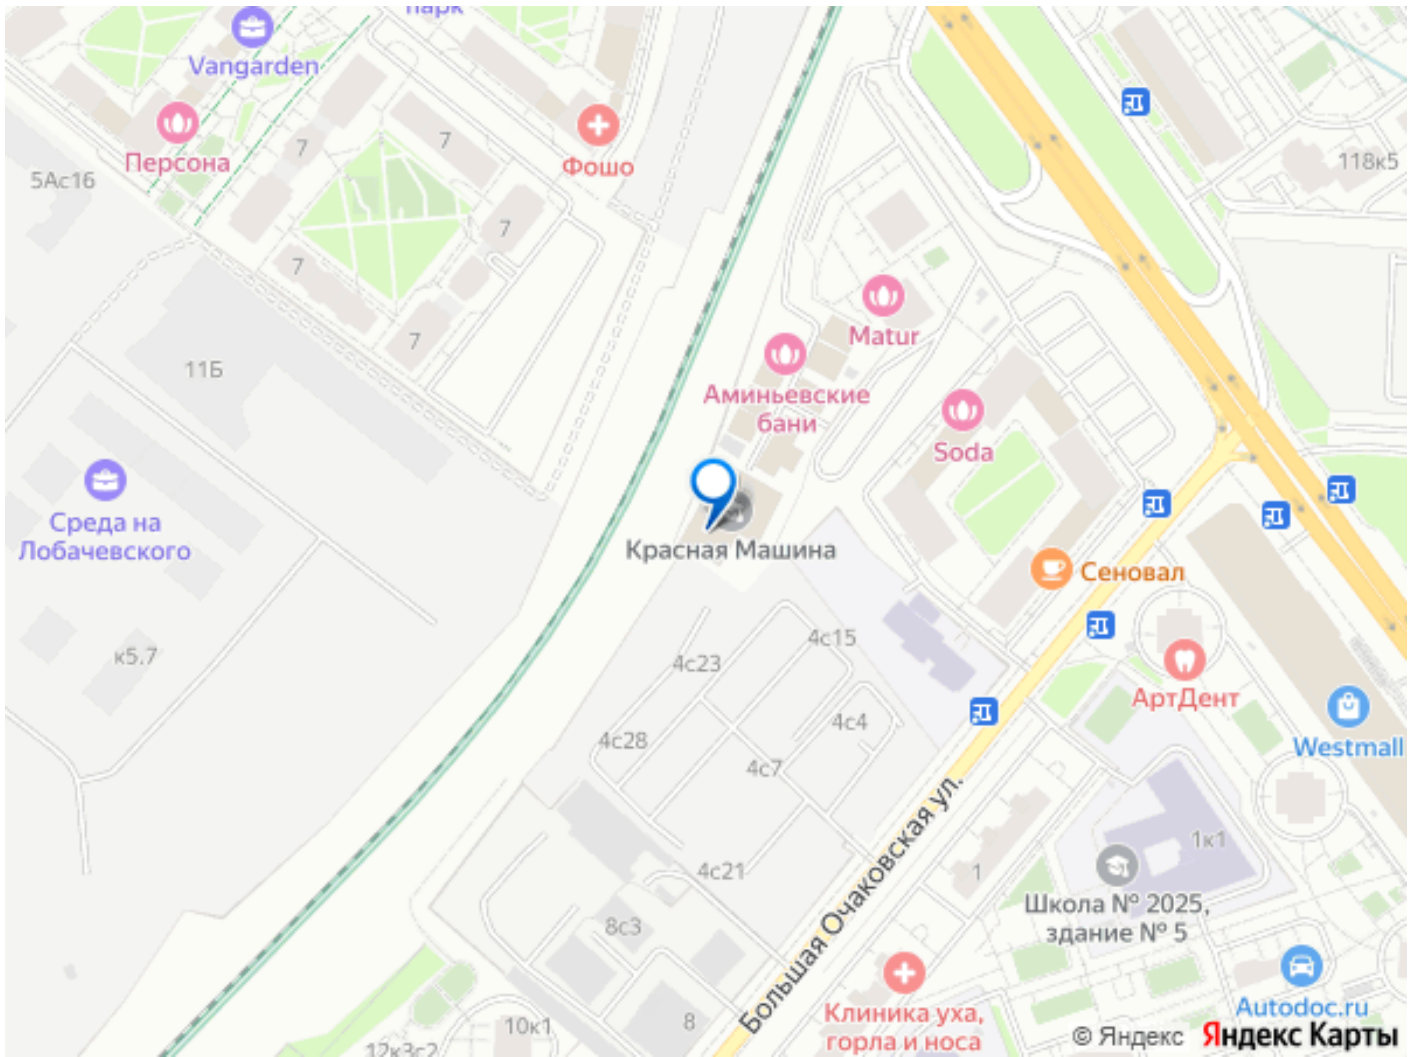 парк
Vangarden
Персона
Фошо
7
7
7
7
7
5Ас16
118к5
Matur
11Б
Аминьевские
бани
Soda
Среда на
Лобачевского
Красная Машина
Сеновал
4с15
4с23
к5.7
АртДент
4с4
4с28
Westmall
4с7
Большая Очаковская ул.
1к1
4с21
1
Школа № 2025,
здание № 5
8с3
Autodoc.ru
Клиника уха,
горла и носа
10к1
8
12к3с2
© Яндекс Яндекс Карты